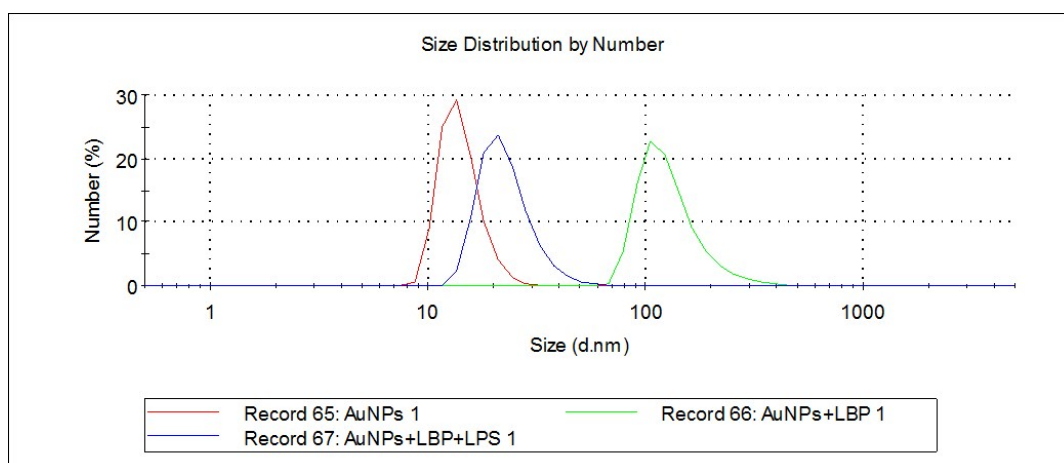 Size Distribution by Number
30
20
10
0
Number (%)
1 10 100 1000
Size (d.nm)
Record 65: AuNPs 1 Record 66: AuNPs+LBP 1
Record 67: AuNPs+LBP+LPS 1